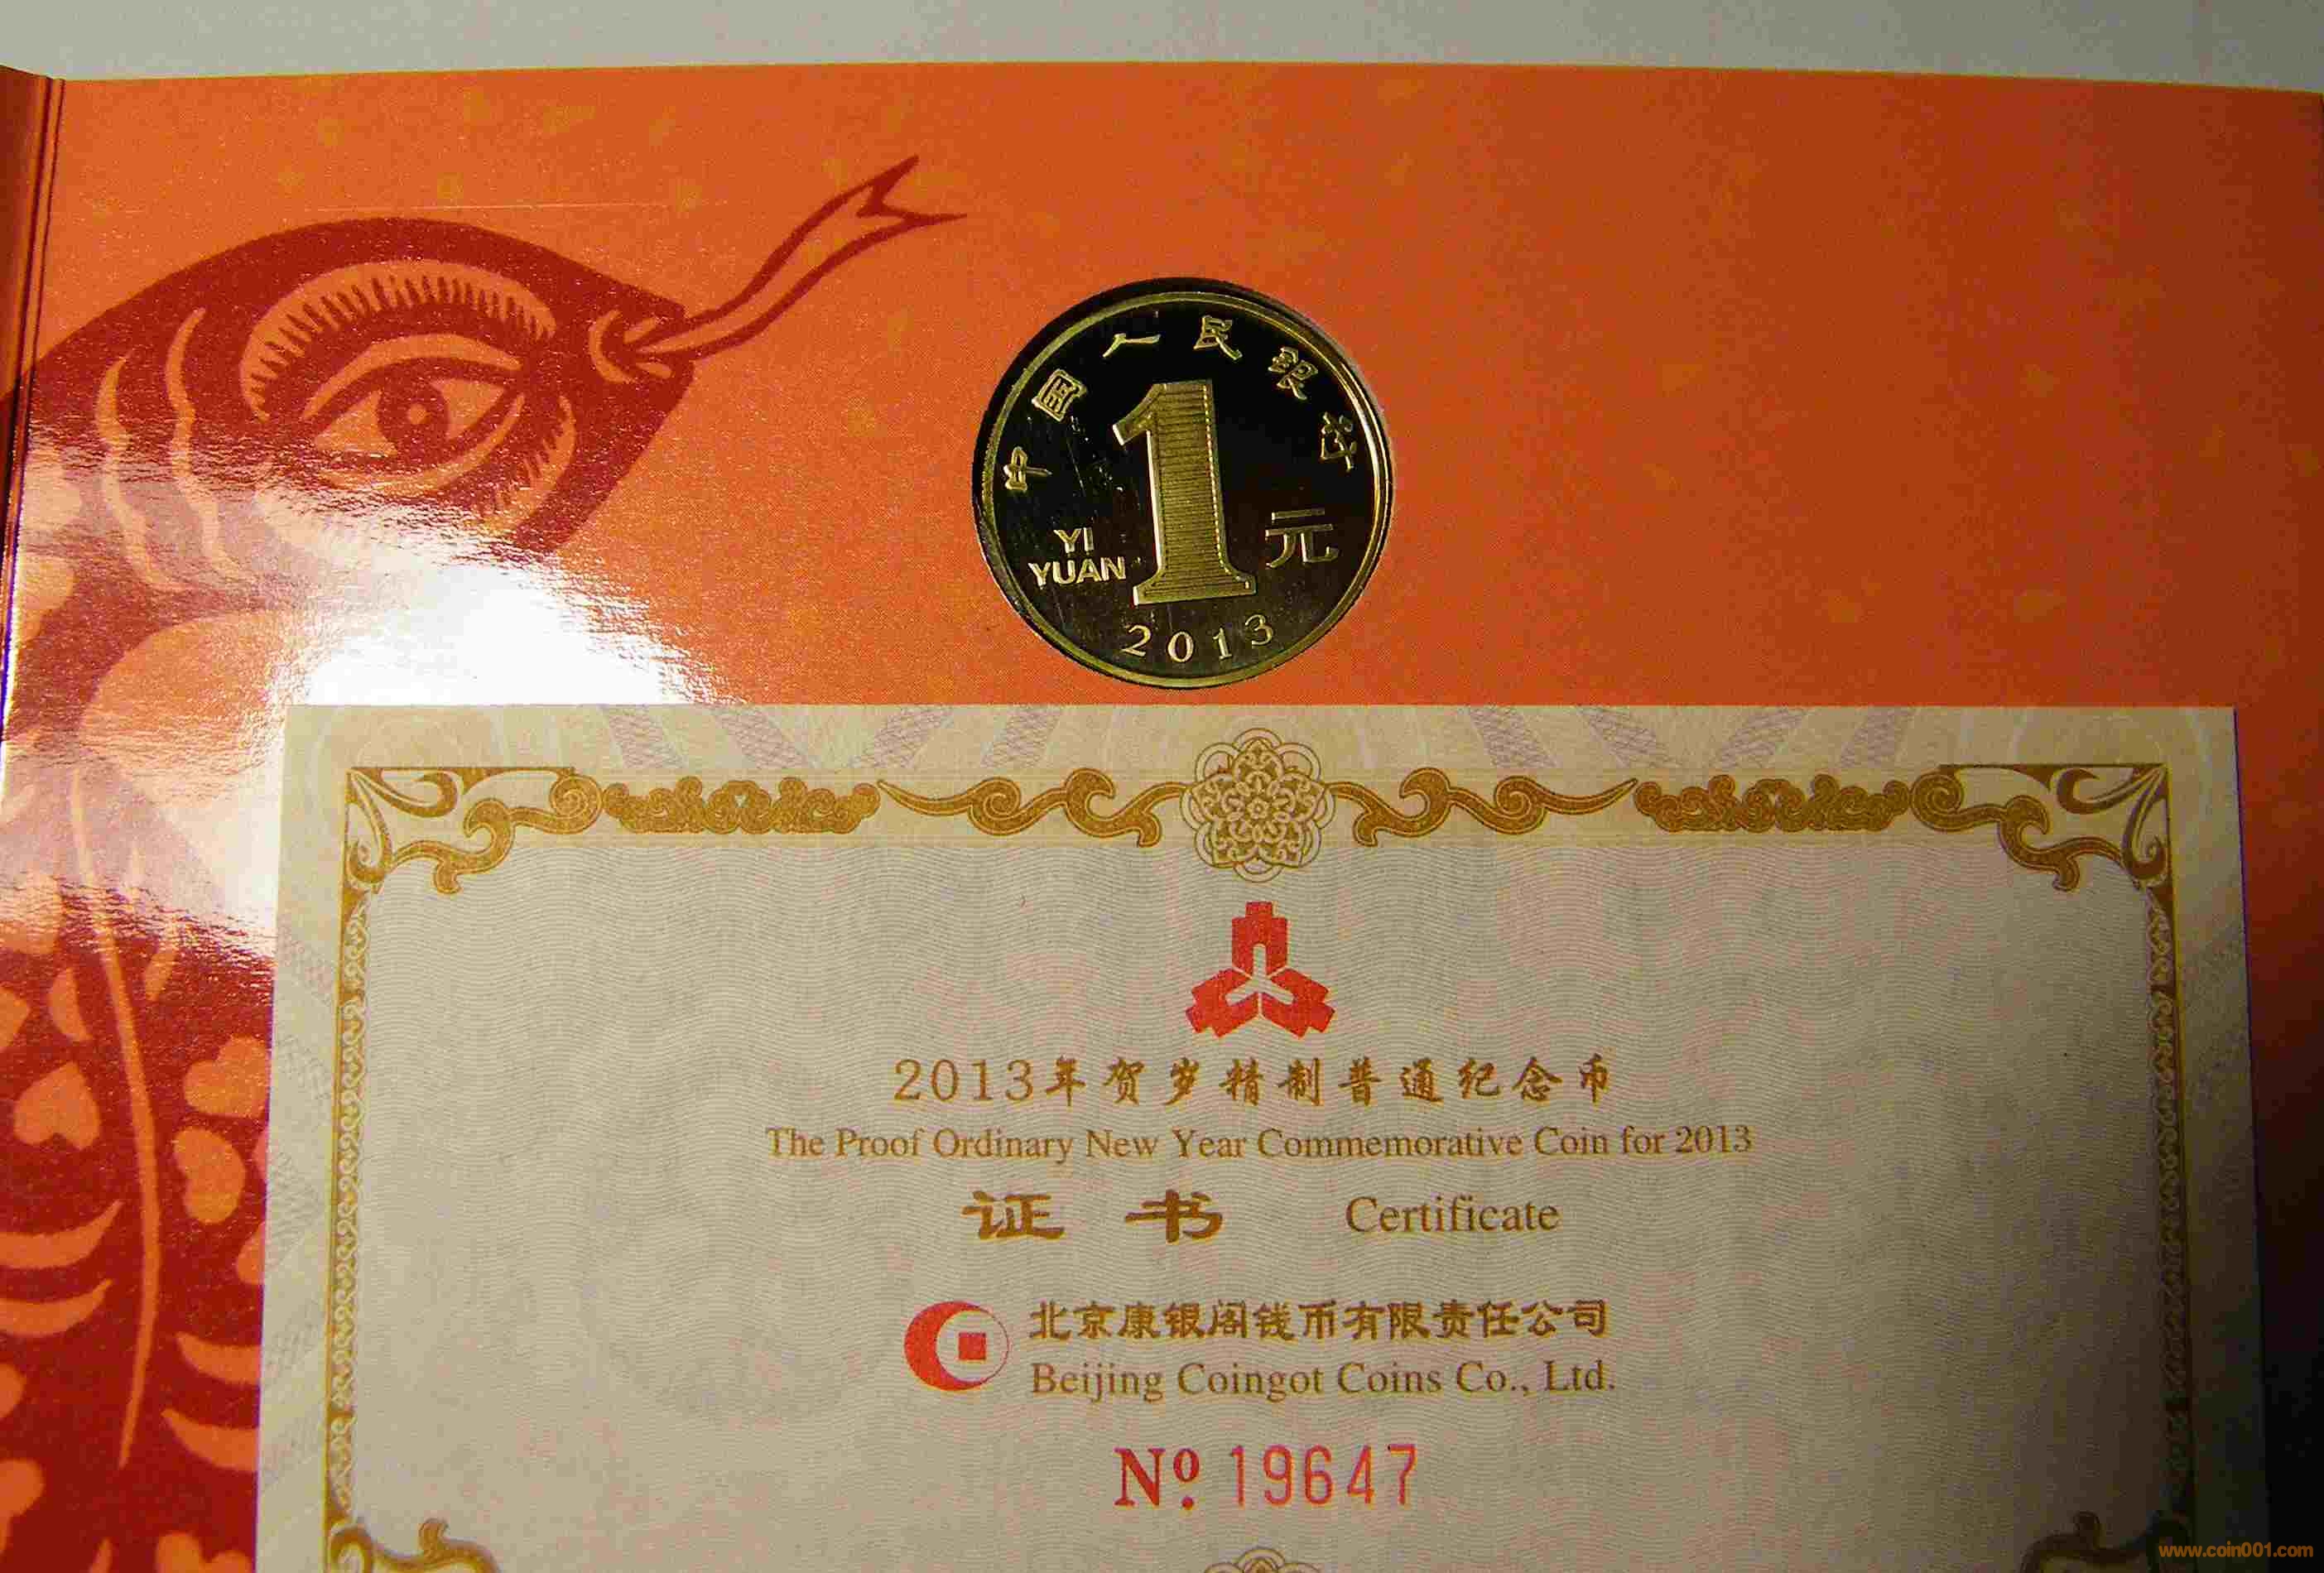 中国人民银行
1
YI
YUAN
元
2013
2013年贺岁精制普通纪念币
The Proof Ordinary New Year Commemorative Coin for 2013
证书 Certificate
北京康银阁钱币有限责任公司
Beijing Coingot Coins Co., Ltd.
Nº 19647
www.coin001.com